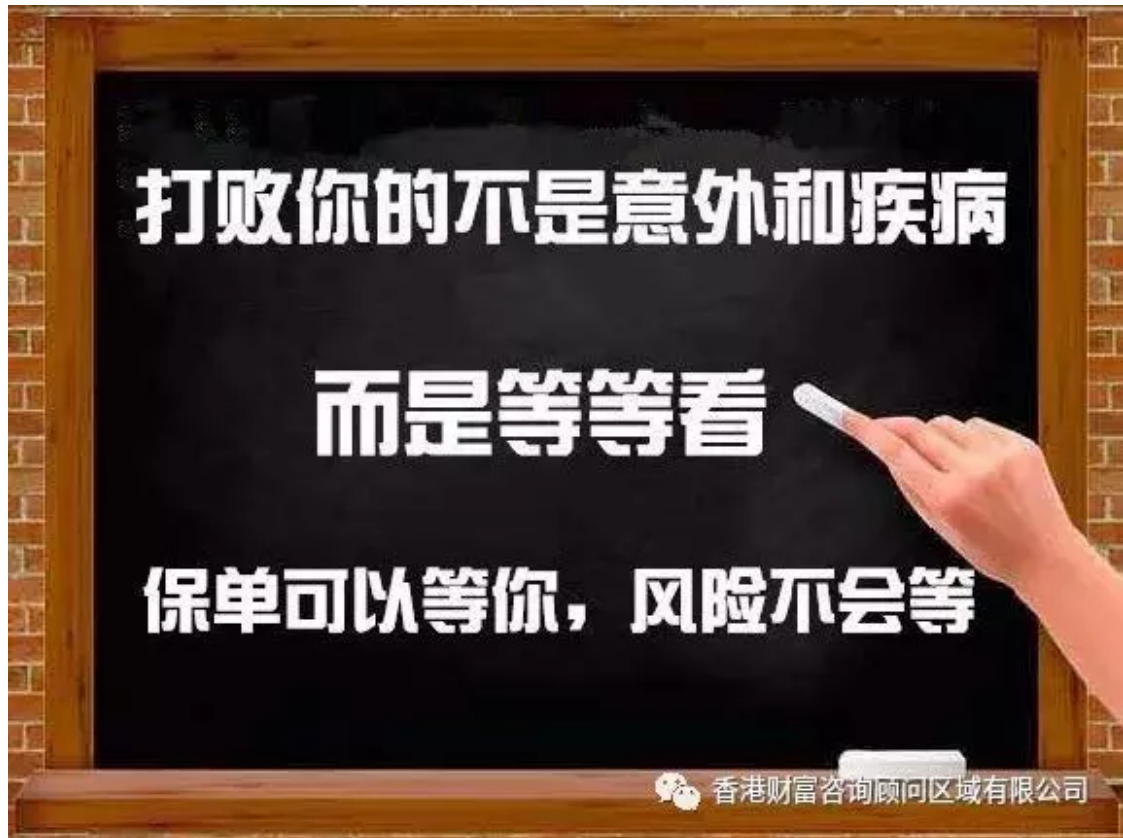 打败你的不是意外和疾病
而是等等看
保单可以等你，风险不会等
香港财富咨询顾问区域有限公司